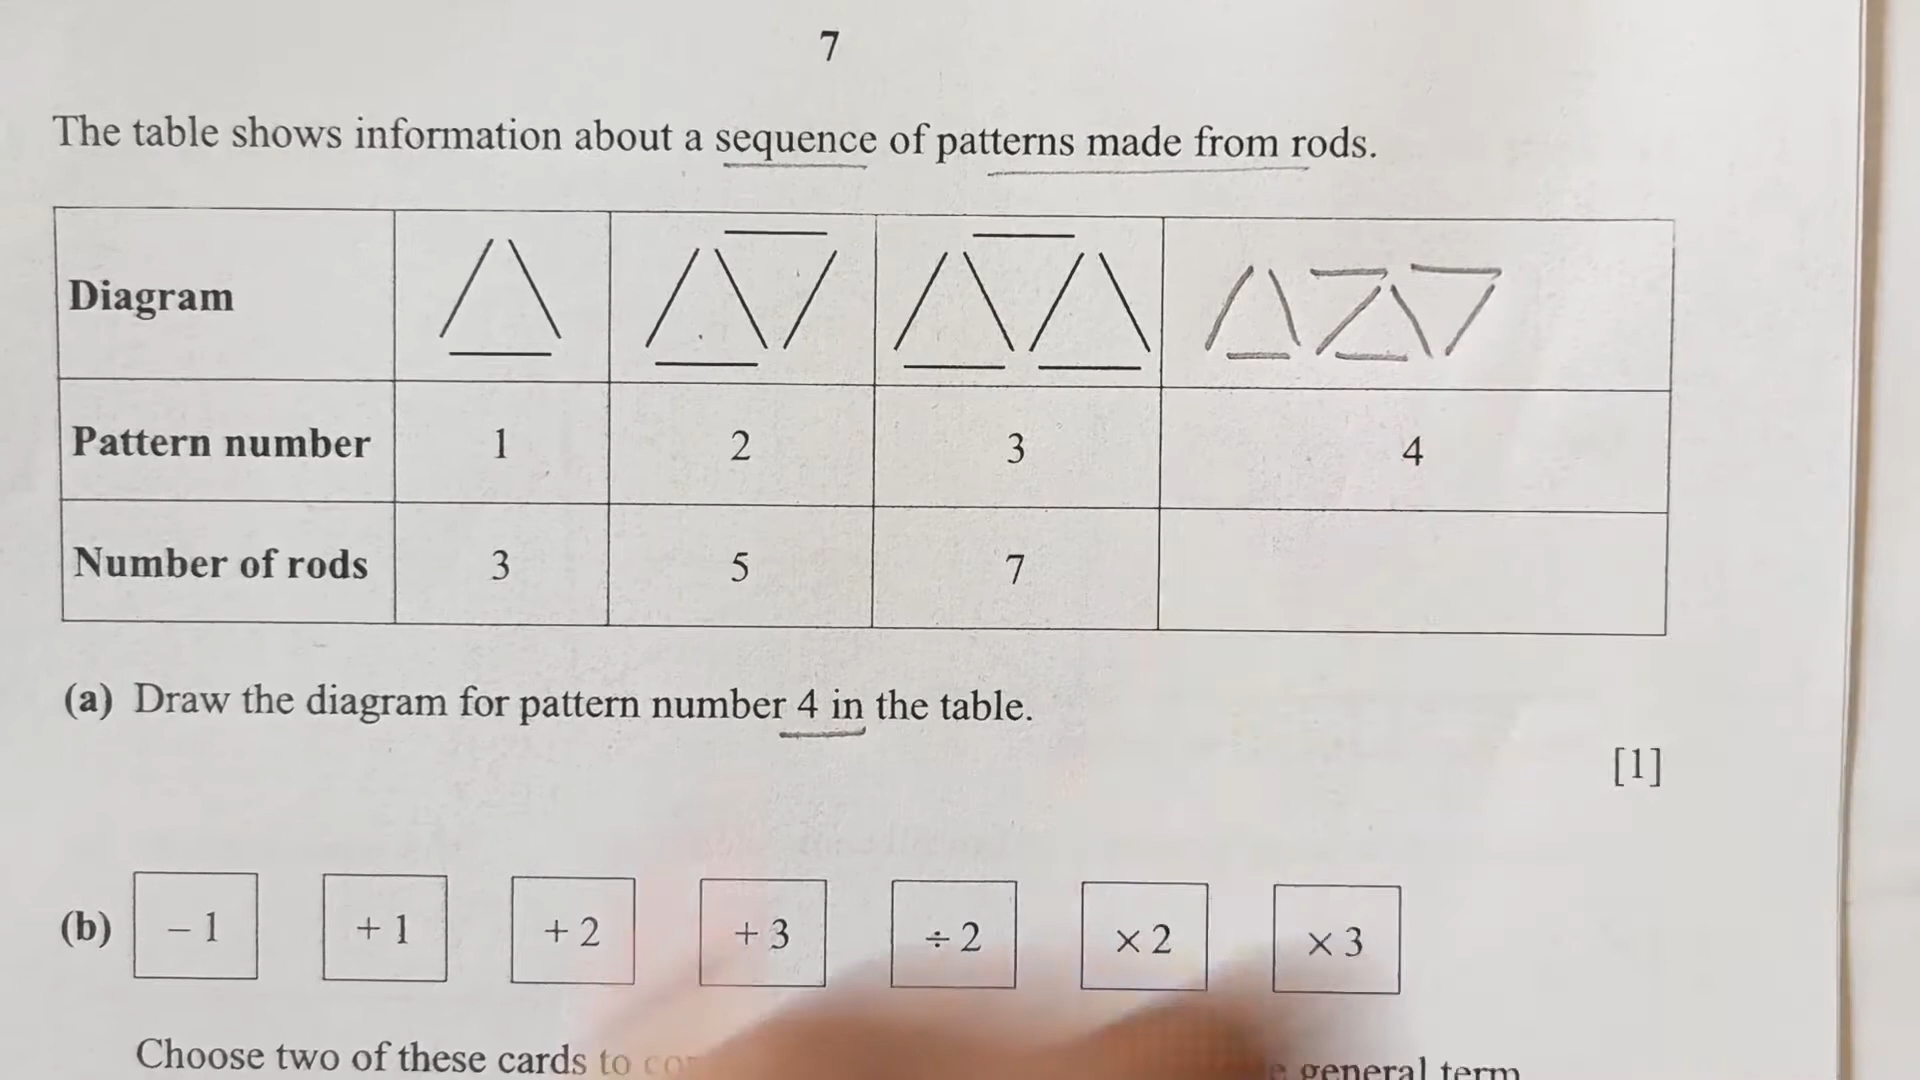 7
The table shows information about a sequence of patterns made from rods.
Diagram
Pattern number 1 2 3 4
Number of rods 3 5 7
(a) Draw the diagram for pattern number 4 in the table.
[1]
(b) – 1 + 1 + 2 + 3 ÷ 2 × 2 × 3
Choose two of these cards to general term